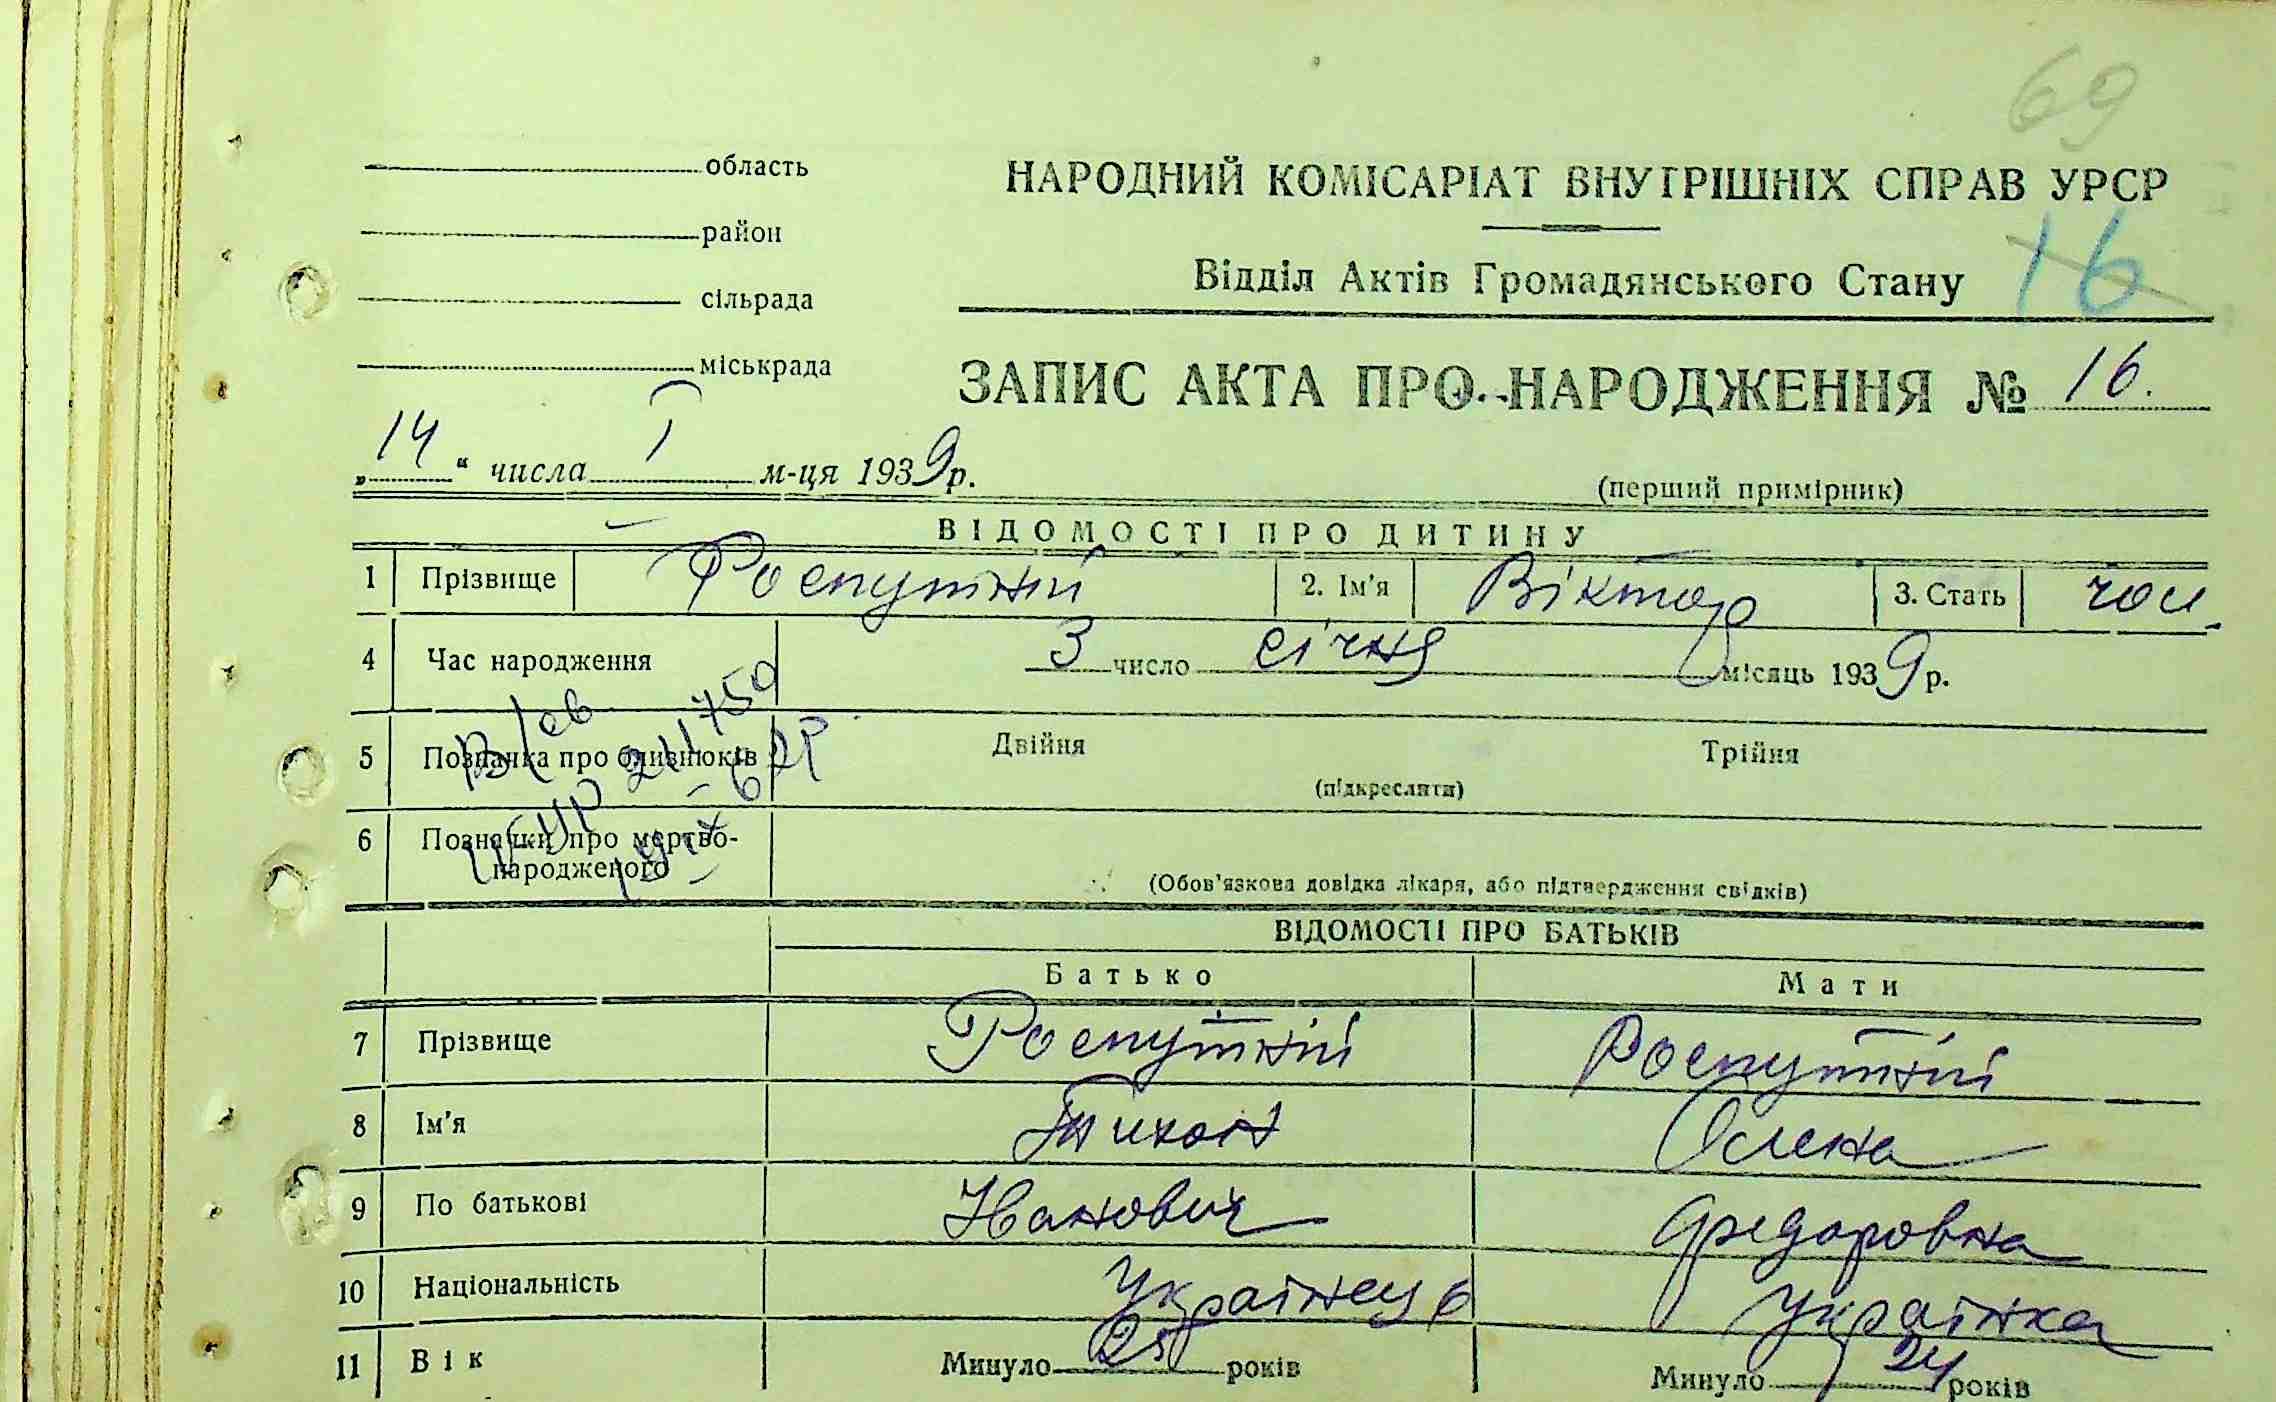 69
область
НАРОДНИЙ КОМІСАРІАТ ВНУТРІШНІХ СПРАВ УРСР
район
Відділ Актів Громадянського Стану 16
сільрада
міськрада
ЗАПИС АКТА ПРО НАРОДЖЕННЯ № 16.
„14“ числа I м-ця 1939 р.
(перший примірник)
ВІДОМОСТІ ПРО ДИТИНУ
1 Прізвище Роспутній 2. Ім'я Віктор 3. Стать чол.
4 Час народження 3 число січня місяць 1939 р.
5 Позначка про близнюків Двійня Трійня
(підкреслити)
6 Позначки про мертво-
народженого
(Обов'язкова довідка лікаря, або підтвердження свідків)
ВІДОМОСТІ ПРО БАТЬКІВ
Батько Мати
7 Прізвище Роспутній Роспутній
8 Ім'я Тихон Олена
9 По батькові Іванович Федоровна
10 Національність Українець Українка
11 Вік Минуло 25 років Минуло 24 років